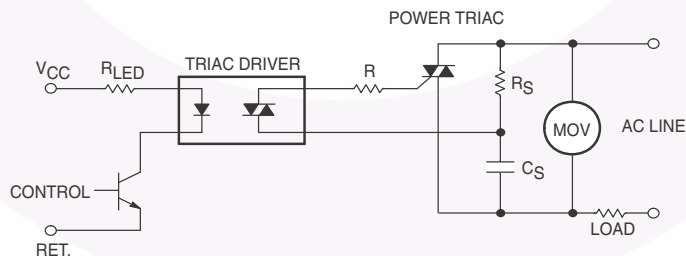 POWER TRIAC
VCC
RLED
TRIAC DRIVER
R
RS
MOV
AC LINE
CS
CONTROL
LOAD
RET.